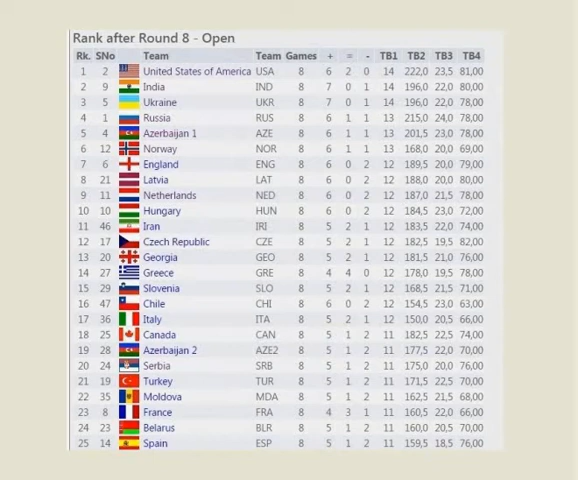 Rank after Round 8 - Open
Rk. SNo Team Team Games + = - TB1 TB2 TB3 TB4
1 2 United States of America USA 8 6 2 0 14 222,0 23,5 81,00
2 9 India IND 8 7 0 1 14 196,0 22,0 80,00
3 5 Ukraine UKR 8 7 0 1 14 196,0 22,0 78,00
4 1 Russia RUS 8 6 1 1 13 215,0 24,0 78,00
5 4 Azerbaijan 1 AZE 8 6 1 1 13 201,5 23,0 78,00
6 12 Norway NOR 8 6 1 1 13 168,0 20,0 69,00
7 6 England ENG 8 6 0 2 12 189,5 20,0 79,00
8 21 Latvia LAT 8 6 0 2 12 188,0 20,0 80,00
9 11 Netherlands NED 8 6 0 2 12 187,0 21,5 78,00
10 10 Hungary HUN 8 6 0 2 12 184,5 23,0 72,00
11 46 Iran IRI 8 5 2 1 12 183,5 22,0 74,00
12 17 Czech Republic CZE 8 5 2 1 12 182,5 19,5 82,00
13 20 Georgia GEO 8 5 2 1 12 181,5 21,0 76,00
14 27 Greece GRE 8 4 4 0 12 178,0 19,5 78,00
15 29 Slovenia SLO 8 5 2 1 12 168,5 21,5 71,00
16 47 Chile CHI 8 6 0 2 12 154,5 23,0 63,00
17 36 Italy ITA 8 5 2 1 12 150,0 20,5 66,00
18 25 Canada CAN 8 5 1 2 11 182,5 22,5 74,00
19 28 Azerbaijan 2 AZE2 8 5 1 2 11 177,5 22,0 70,00
20 24 Serbia SRB 8 5 1 2 11 175,0 20,0 76,00
21 19 Turkey TUR 8 5 1 2 11 171,5 22,5 70,00
22 35 Moldova MDA 8 5 1 2 11 162,5 21,5 68,00
23 8 France FRA 8 4 3 1 11 160,5 22,0 66,00
24 23 Belarus BLR 8 5 1 2 11 160,0 20,5 70,00
25 14 Spain ESP 8 5 1 2 11 159,5 18,5 76,00